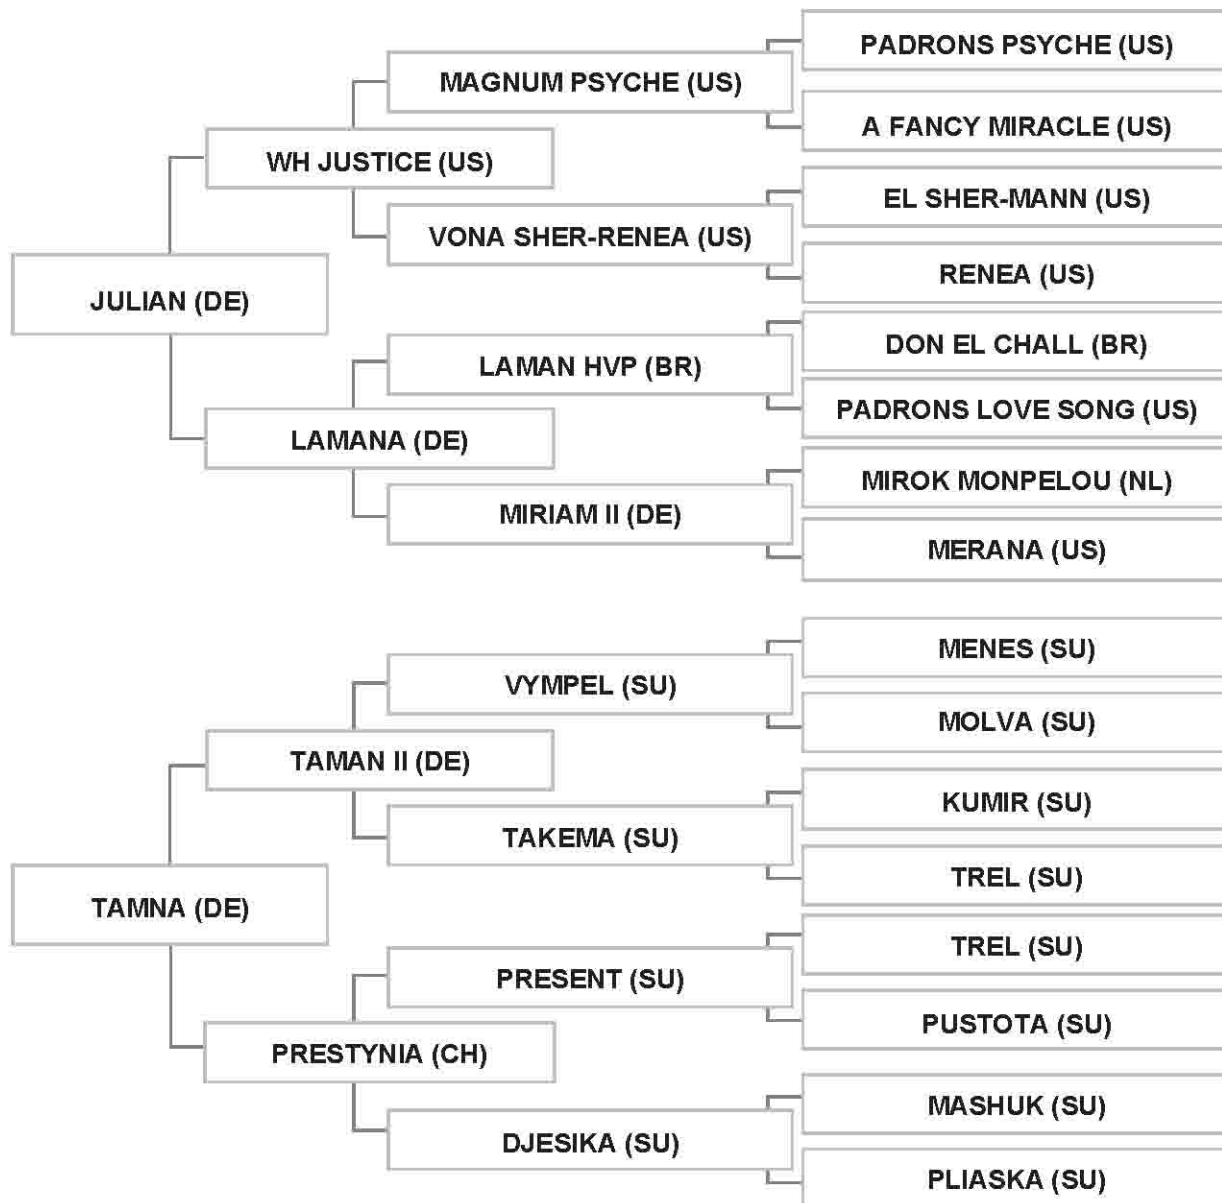 PADRONS PSYCHE (US)
MAGNUM PSYCHE (US)
A FANCY MIRACLE (US)
WH JUSTICE (US)
EL SHER-MANN (US)
VONA SHER-RENEA (US)
RENEA (US)
JULIAN (DE)
DON EL CHALL (BR)
LAMAN HVP (BR)
PADRONS LOVE SONG (US)
LAMANA (DE)
MIROK MONPELOU (NL)
MIRIAM II (DE)
MERANA (US)
MENES (SU)
VYMPEL (SU)
MOLVA (SU)
TAMAN II (DE)
KUMIR (SU)
TAKEMA (SU)
TREL (SU)
TAMNA (DE)
TREL (SU)
PRESENT (SU)
PUSTOTA (SU)
PRESTYNIA (CH)
MASHUK (SU)
DJESIKA (SU)
PLIASKA (SU)